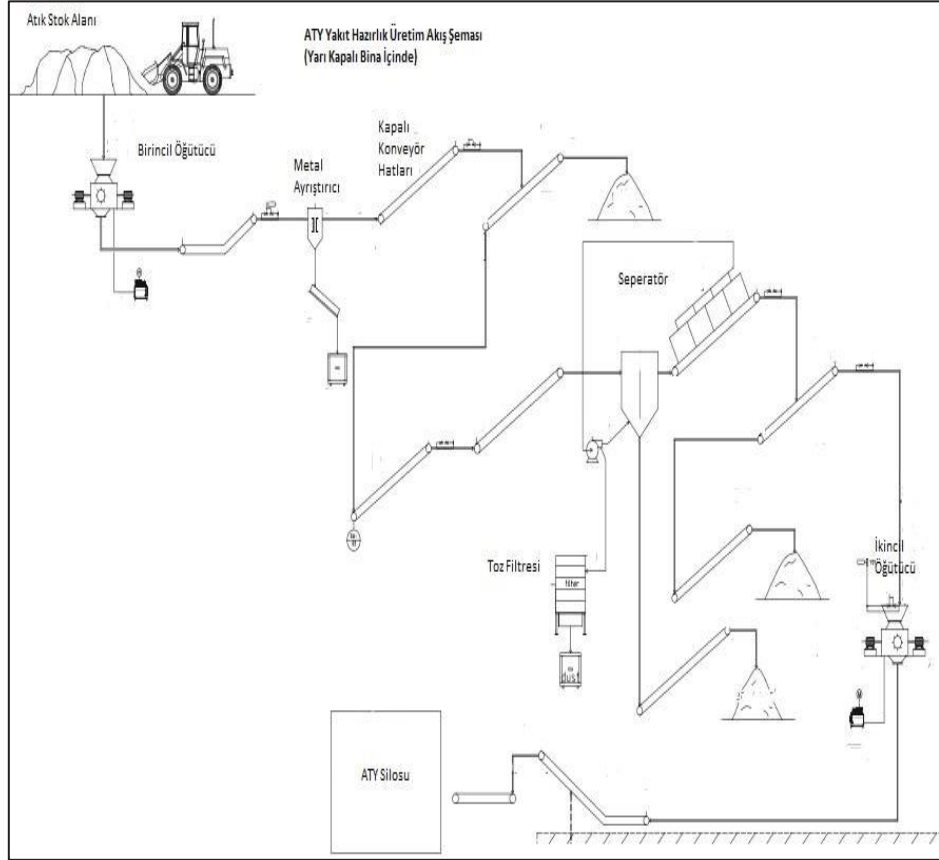 Atık Stok Alanı
ATY Yakıt Hazırlık Üretim Akış Şeması
(Yarı Kapalı Bina İçinde)
Birincil Öğütücü
Metal
Ayrıştırıcı
Kapalı
Konveyör
Hatları
Seperatör
Toz Filtresi
filter
dust
İkincil
Öğütücü
ATY Silosu